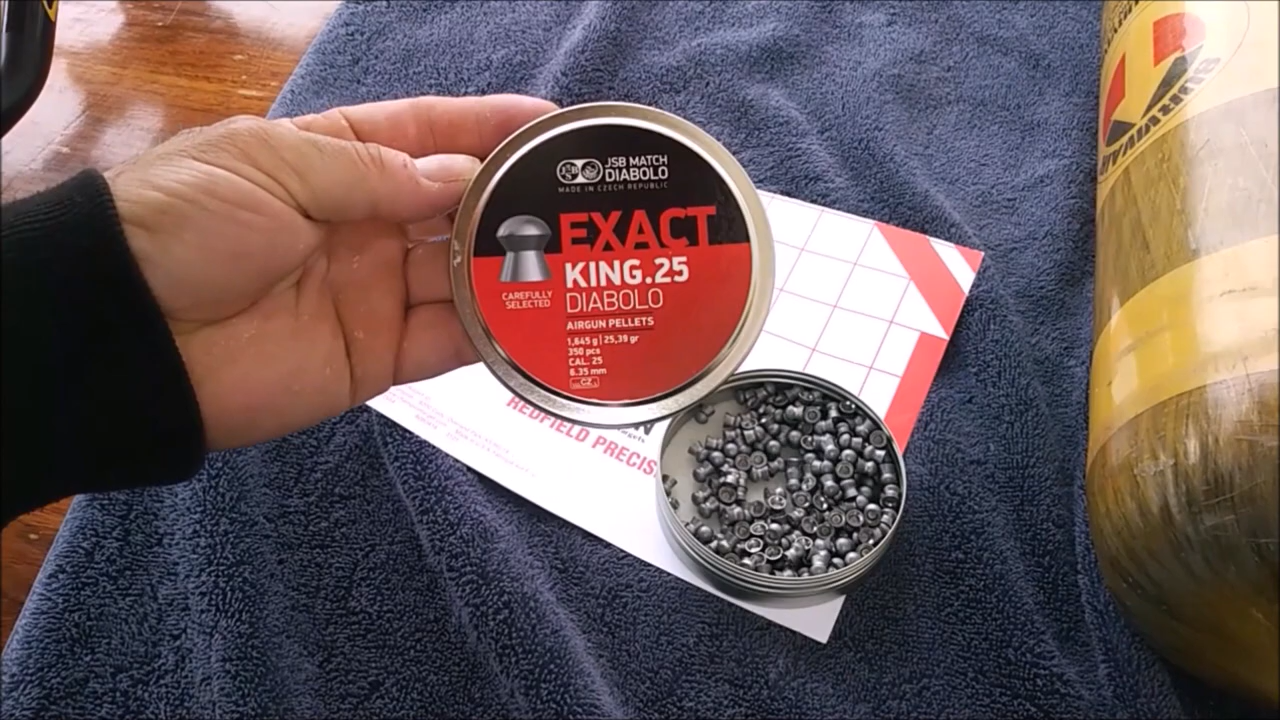 JSB
JSB MATCH
DIABOLO
MADE IN CZECH REPUBLIC
EXACT
KING.25
DIABOLO
CAREFULLY
SELECTED
AIRGUN PELLETS
1,645 g | 25,39 gr
350 pcs
CAL. 25
6.35 mm
CZ
REDFIELD PRECIS